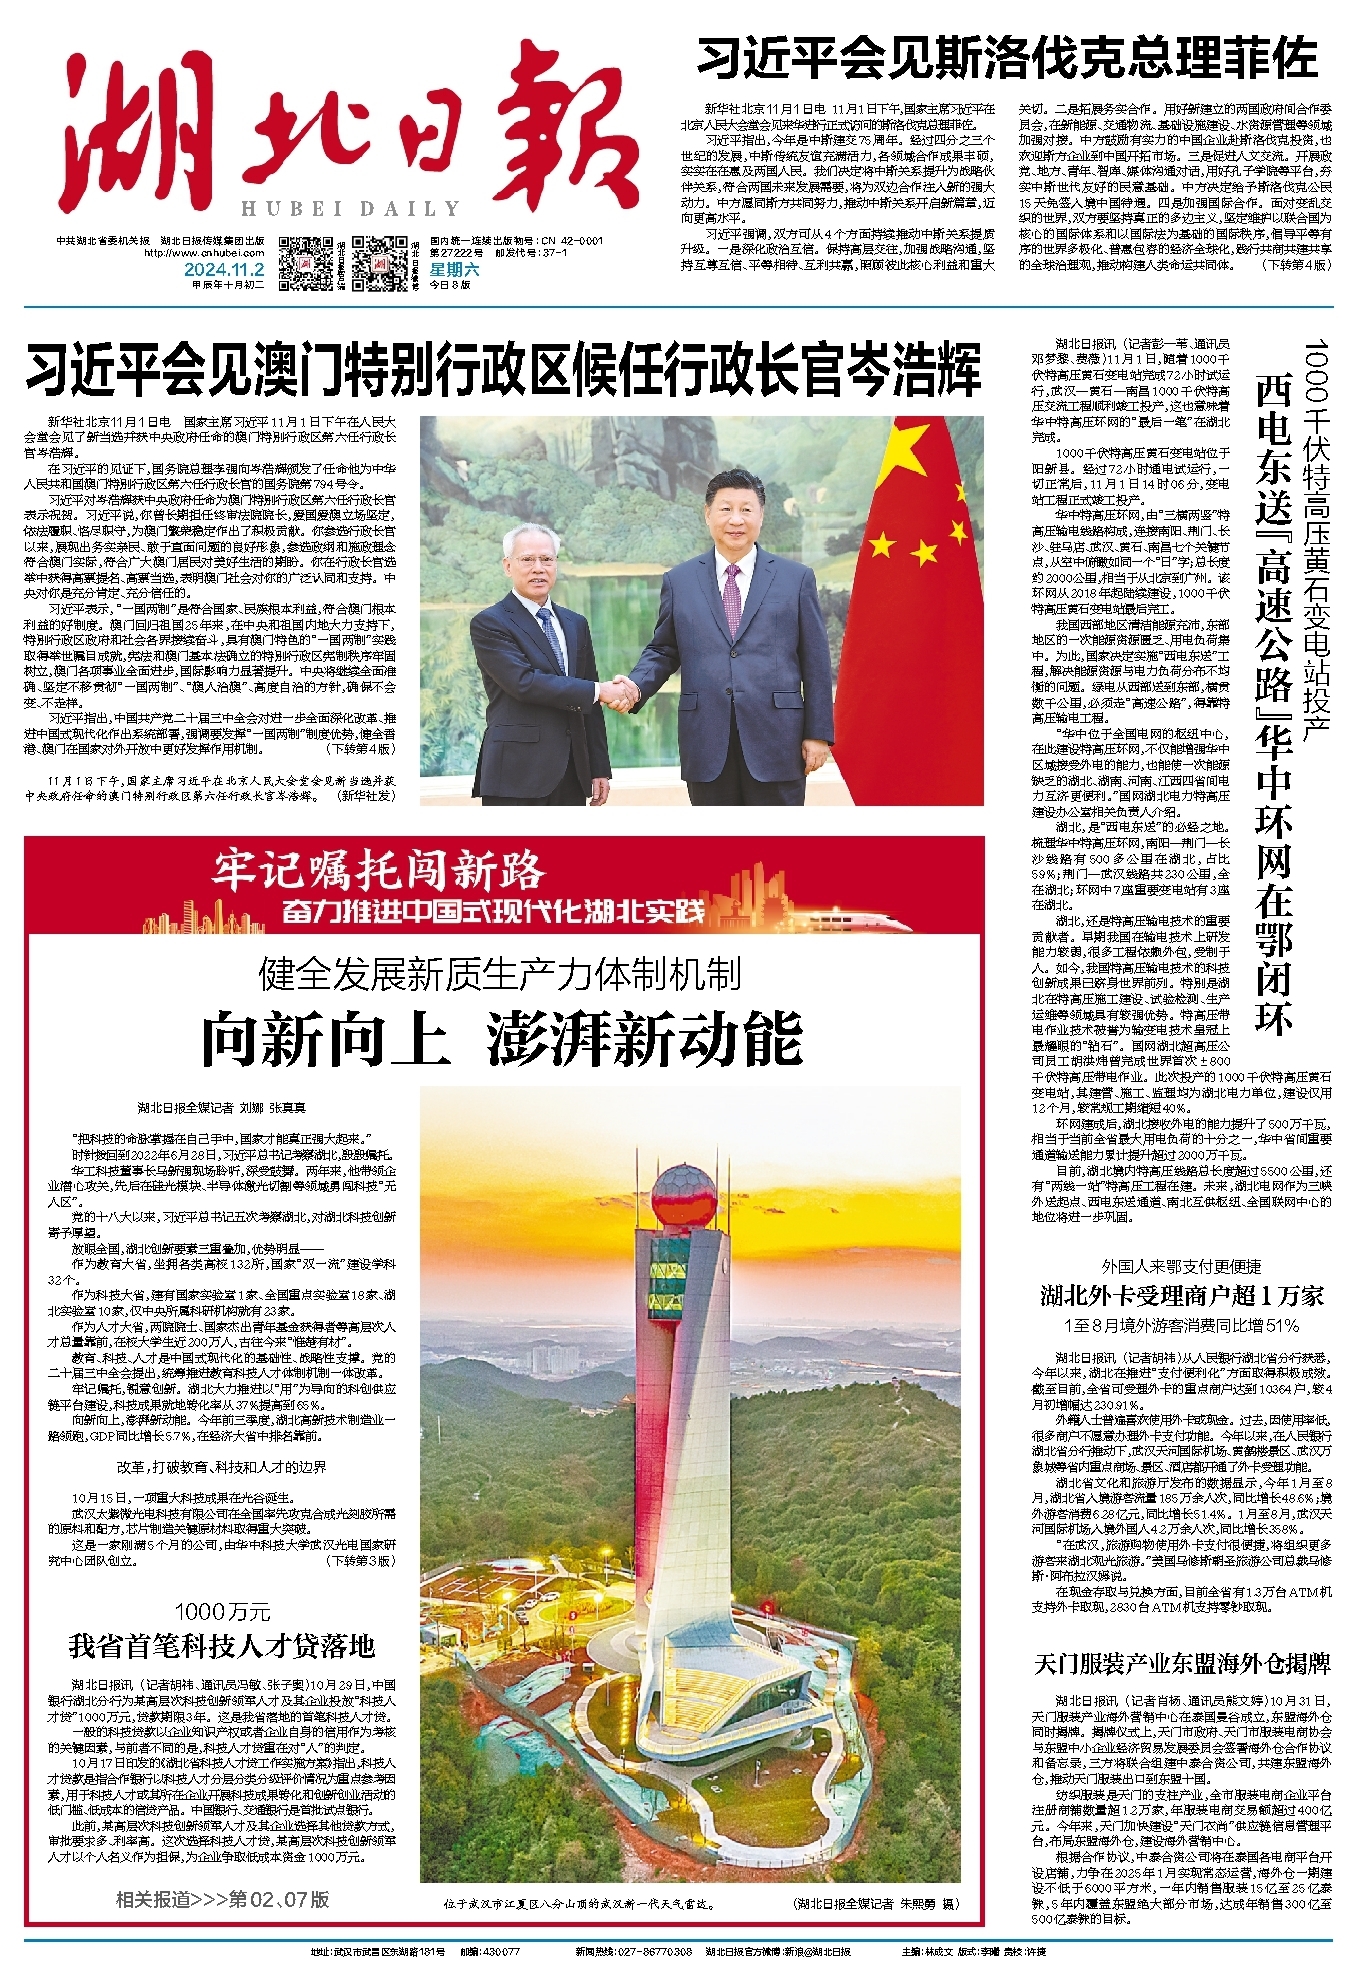 湖北日报
HUBEI DAILY
中共湖北省委机关报 湖北日报传媒集团出版
http://www.cnhubei.com
2024.11.2
甲辰年十月初二
国内统一连续出版物号：CN 42-0001
第27222号 邮发代号：37-1
星期六
今日8版
习近平会见斯洛伐克总理菲佐
新华社北京11月1日电 11月1日下午，国家主席习近平在
北京人民大会堂会见来华进行正式访问的斯洛伐克总理菲佐。
习近平指出，今年是中斯建交75周年。经过四分之三个
世纪的发展，中斯传统友谊充满活力，各领域合作成果丰硕，
实实在在惠及两国人民。我们决定将中斯关系提升为战略伙
伴关系，符合两国未来发展需要，将为双边合作注入新的强大
动力。中方愿同斯方共同努力，推动中斯关系开启新篇章，迈
向更高水平。
习近平强调，双方可从4个方面持续推动中斯关系提质
升级。一是深化政治互信。保持高层交往，加强战略沟通，坚
持互尊互信、平等相待、互利共赢，照顾彼此核心利益和重大
关切。二是拓展务实合作。用好新建立的两国政府间合作委
员会，在新能源、交通物流、基础设施建设、水资源管理等领域
加强对接。中方鼓励有实力的中国企业赴斯洛伐克投资，也
欢迎斯方企业到中国开拓市场。三是促进人文交流。开展政
党、地方、青年、智库、媒体沟通对话，用好孔子学院等平台，夯
实中斯世代友好的民意基础。中方决定给予斯洛伐克公民
15天免签入境中国待遇。四是加强国际合作。面对变乱交
织的世界，双方要坚持真正的多边主义，坚定维护以联合国为
核心的国际体系和以国际法为基础的国际秩序，倡导平等有
序的世界多极化、普惠包容的经济全球化，践行共商共建共享
的全球治理观，推动构建人类命运共同体。 （下转第4版）
习近平会见澳门特别行政区候任行政长官岑浩辉
新华社北京11月1日电 国家主席习近平11月1日下午在人民大
会堂会见了新当选并获中央政府任命的澳门特别行政区第六任行政长
官岑浩辉。
在习近平的见证下，国务院总理李强向岑浩辉颁发了任命他为中华
人民共和国澳门特别行政区第六任行政长官的国务院第794号令。
习近平对岑浩辉获中央政府任命为澳门特别行政区第六任行政长官
表示祝贺。习近平说，你曾长期担任终审法院院长，爱国爱澳立场坚定，
依法履职、恪尽职守，为澳门繁荣稳定作出了积极贡献。你参选行政长官
以来，展现出务实亲民、敢于直面问题的良好形象，参选政纲和施政理念
符合澳门实际，符合广大澳门居民对美好生活的期盼。你在行政长官选
举中获得高票提名、高票当选，表明澳门社会对你的广泛认同和支持。中
央对你是充分肯定、充分信任的。
习近平表示，“一国两制”是符合国家、民族根本利益，符合澳门根本
利益的好制度。澳门回归祖国25年来，在中央和祖国内地大力支持下，
特别行政区政府和社会各界接续奋斗，具有澳门特色的“一国两制”实践
取得举世瞩目成就，宪法和澳门基本法确立的特别行政区宪制秩序牢固
树立，澳门各项事业全面进步，国际影响力显著提升。中央将继续全面准
确、坚定不移贯彻“一国两制”、“澳人治澳”、高度自治的方针，确保不会
变、不走样。
习近平指出，中国共产党二十届三中全会对进一步全面深化改革、推
进中国式现代化作出系统部署，强调要发挥“一国两制”制度优势，健全香
港、澳门在国家对外开放中更好发挥作用机制。 （下转第4版）
11月1日下午，国家主席习近平在北京人民大会堂会见新当选并获
中央政府任命的澳门特别行政区第六任行政长官岑浩辉。 （新华社发）
1000千伏特高压黄石变电站投产
西电东送『高速公路』华中环网在鄂闭环
湖北日报讯 （记者彭一苇、通讯员
邓梦黎、费薇）11月1日，随着1000千
伏特高压黄石变电站完成72小时试运
行，武汉—黄石—南昌1000千伏特高
压交流工程顺利竣工投产，这也意味着
华中特高压环网的“最后一笔”在湖北
完成。
1000千伏特高压黄石变电站位于
阳新县。经过72小时通电试运行，一
切正常后，11月1日14时06分，变电
站工程正式竣工投产。
华中特高压环网，由“三横两竖”特
高压输电线路构成，连接南阳、荆门、长
沙、驻马店、武汉、黄石、南昌七个关键节
点，从空中俯瞰如同一个“日”字；总长度
约2000公里，相当于从北京到广州。该
环网从2018年起陆续建设，1000千伏
特高压黄石变电站最后完工。
我国西部地区清洁能源充沛，东部
地区的一次能源资源匮乏、用电负荷集
中。为此，国家决定实施“西电东送”工
程，解决能源资源与电力负荷分布不均
衡的问题。绿电从西部送到东部，横贯
数千公里，必须走“高速公路”，得靠特
高压输电工程。
“华中位于全国电网的枢纽中心，
在此建设特高压环网，不仅能增强华中
区域接受外电的能力，也能使一次能源
缺乏的湖北、湖南、河南、江西四省间电
力互济更便利。”国网湖北电力特高压
建设办公室相关负责人介绍。
湖北，是“西电东送”的必经之地。
梳理华中特高压环网，南阳—荆门—长
沙线路有500多公里在湖北，占比
59%；荆门—武汉线路共230公里，全
在湖北；环网中7座重要变电站有3座
在湖北。
湖北，还是特高压输电技术的重要
贡献者。早期我国在输电技术上研发
能力较弱，很多工程依赖外包，受制于
人。如今，我国特高压输电技术的科技
创新成果已跻身世界前列。特别是湖
北在特高压施工建设、试验检测、生产
运维等领域具有较强优势。特高压带
电作业技术被誉为输变电技术皇冠上
最耀眼的“钻石”。国网湖北超高压公
司员工胡洪炜曾完成世界首次±800
千伏特高压带电作业。此次投产的1000千伏特高压黄石
变电站，其建管、施工、监理均为湖北电力单位，建设仅用
12个月，较常规工期缩短40%。
环网建成后，湖北接收外电的能力提升了500万千瓦，
相当于当前全省最大用电负荷的十分之一，华中省间重要
通道输送能力累计提升超过2000万千瓦。
目前，湖北境内特高压线路总长度超过5500公里，还
有“两线一站”特高压工程在建。未来，湖北电网作为三峡
外送起点、西电东送通道、南北互供枢纽、全国联网中心的
地位将进一步巩固。
牢记嘱托闯新路
奋力推进中国式现代化湖北实践
健全发展新质生产力体制机制
向新向上 澎湃新动能
湖北日报全媒记者 刘娜 张真真
“把科技的命脉掌握在自己手中，国家才能真正强大起来。”
时针拨回到2022年6月28日，习近平总书记考察湖北，殷殷嘱托。
华工科技董事长马新强现场聆听，深受鼓舞。两年来，他带领企
业潜心攻关，先后在硅光模块、半导体激光切割等领域勇闯科技“无
人区”。
党的十八大以来，习近平总书记五次考察湖北，对湖北科技创新
寄予厚望。
放眼全国，湖北创新要素三重叠加，优势明显——
作为教育大省，坐拥各类高校132所，国家“双一流”建设学科
32个。
作为科技大省，建有国家实验室1家、全国重点实验室18家、湖
北实验室10家，仅中央所属科研机构就有23家。
作为人才大省，两院院士、国家杰出青年基金获得者等高层次人
才总量靠前，在校大学生近200万人，古往今来“惟楚有材”。
教育、科技、人才是中国式现代化的基础性、战略性支撑。党的
二十届三中全会提出，统筹推进教育科技人才体制机制一体改革。
牢记嘱托，锐意创新。湖北大力推进以“用”为导向的科创供应
链平台建设，科技成果就地转化率从37%提高到65%。
向新向上，澎湃新动能。今年前三季度，湖北高新技术制造业一
路领跑，GDP同比增长5.7%，在经济大省中排名靠前。
改革，打破教育、科技和人才的边界
10月15日，一项重大科技成果在光谷诞生。
武汉太紫微光电科技有限公司在全国率先攻克合成光刻胶所需
的原料和配方，芯片制造关键原材料取得重大突破。
这是一家刚满5个月的公司，由华中科技大学武汉光电国家研
究中心团队创立。 （下转第3版）
1000万元
我省首笔科技人才贷落地
湖北日报讯 （记者胡祎、通讯员冯敏、张子奥）10月29日，中国
银行湖北分行为某高层次科技创新领军人才及其企业投放“科技人
才贷”1000万元，贷款期限3年。这是我省落地的首笔科技人才贷。
一般的科技贷款以企业知识产权或者企业自身的信用作为考核
的关键因素，与前者不同的是，科技人才贷重在对“人”的判定。
10月17日印发的《湖北省科技人才贷工作实施方案》指出，科技人
才贷款是指合作银行以科技人才分层分类分级评价情况为重点参考因
素，用于科技人才或其所在企业开展科技成果转化和创新创业活动的
低门槛、低成本的信贷产品。中国银行、交通银行是首批试点银行。
此前，某高层次科技创新领军人才及其企业选择其他贷款方式，
审批要求多、利率高。这次选择科技人才贷，某高层次科技创新领军
人才以个人名义作为担保，为企业争取低成本资金1000万元。
相关报道>>>第02、07版
位于武汉市江夏区八分山顶的武汉新一代天气雷达。
（湖北日报全媒记者 朱熙勇 摄）
外国人来鄂支付更便捷
湖北外卡受理商户超1万家
1至8月境外游客消费同比增51%
湖北日报讯 （记者胡祎）从人民银行湖北省分行获悉，
今年以来，湖北在推进“支付便利化”方面取得积极成效。
截至目前，全省可受理外卡的重点商户达到10364户，较4
月初增幅达230.91%。
外籍人士普遍喜欢使用外卡或现金。过去，因使用率低，
很多商户不愿意办理外卡支付功能。今年以来，在人民银行
湖北省分行推动下，武汉天河国际机场、黄鹤楼景区、武汉万
象城等省内重点商场、景区、酒店都开通了外卡受理功能。
湖北省文化和旅游厅发布的数据显示，今年1月至8
月，湖北省入境游客流量185万余人次，同比增长48.6%；境
外游客消费6.28亿元，同比增长51.4%。1月至8月，武汉天
河国际机场入境外国人4.2万余人次，同比增长358%。
“在武汉，旅游购物使用外卡支付很便捷，将组织更多
游客来湖北观光旅游。”美国马修斯朝圣旅游公司总裁马修
斯·阿布拉汉姆说。
在现金存取与兑换方面，目前全省有1.3万台ATM机
支持外卡取现，2830台ATM机支持零钞取现。
天门服装产业东盟海外仓揭牌
湖北日报讯 （记者肖杨、通讯员熊文婷）10月31日，
天门服装产业海外营销中心在泰国曼谷成立，东盟海外仓
同时揭牌。揭牌仪式上，天门市政府、天门市服装电商协会
与东盟中小企业经济贸易发展委员会签署海外仓合作协议
和备忘录，三方将联合组建中泰合资公司，共建东盟海外
仓，推动天门服装出口到东盟十国。
纺织服装是天门的支柱产业，全市服装电商企业平台
注册商铺数量超1.2万家，年服装电商交易额超过400亿
元。今年来，天门加快建设“天门衣尚”供应链信息管理平
台，布局东盟海外仓，建设海外营销中心。
根据合作协议，中泰合资公司将在泰国各电商平台开
设店铺，力争在2025年1月实现常态运营，海外仓一期建
设不低于6000平方米，一年内销售服装15亿至25亿泰
铢，5年内覆盖东盟绝大部分市场，达成年销售300亿至
500亿泰铢的目标。
地址：武汉市武昌区东湖路181号 邮编：430077 新闻热线：027-86770308 湖北日报官方微博：新浪@湖北日报 主编：林成文 版式：李曙 责校：许捷